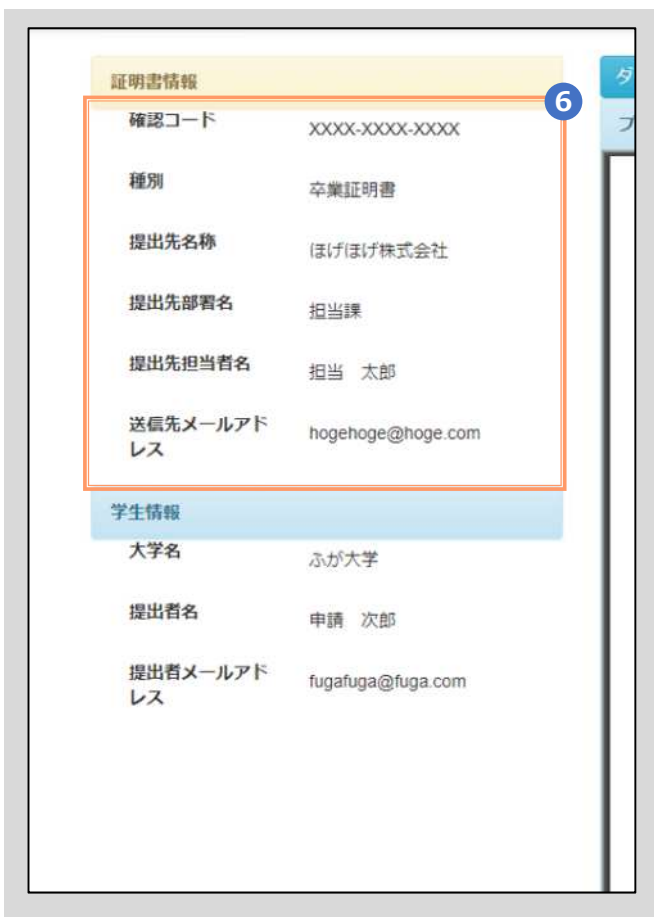 証明書情報
6
確認コード XXXX-XXXX-XXXX
種別 卒業証明書
提出先名称 ほげほげ株式会社
提出先部署名 担当課
提出先担当者名 担当　太郎
送信先メールアド
レス hogehoge@hoge.com
学生情報
大学名 ふが大学
提出者名 申請　次郎
提出者メールアド
レス fugafuga@fuga.com
ダ
プ